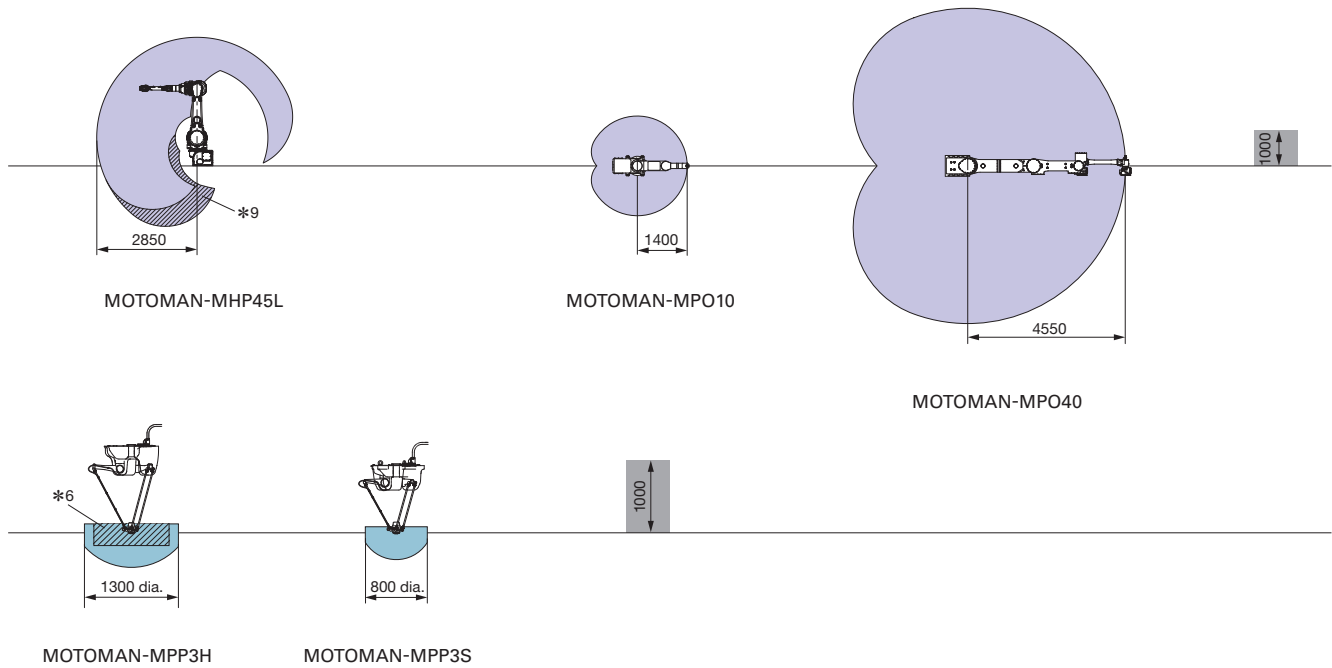 1000
*9
2850
1400
4550
MOTOMAN-MHP45L
MOTOMAN-MPO10
MOTOMAN-MPO40
*6
1000
1300 dia.
800 dia.
MOTOMAN-MPP3H
MOTOMAN-MPP3S